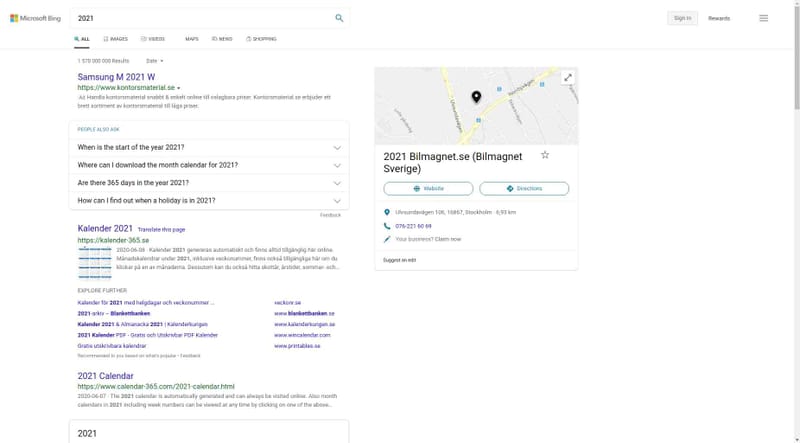 Microsoft Bing
2021
Sign in
Rewards
ALL
IMAGES
VIDEOS
MAPS
NEWS
SHOPPING
1 570 000 000 Results
Date
Samsung M 2021 W
https://www.kontorsmaterial.se
Ad Handla kontorsmaterial snabbt & enkelt online till oslagbara priser. Kontorsmaterial.se erbjuder ett
brett sortiment av kontorsmaterial till låga priser.
PEOPLE ALSO ASK
When is the start of the year 2021?
Where can I download the month calendar for 2021?
Are there 365 days in the year 2021?
How can I find out when a holiday is in 2021?
Feedback
Kalender 2021 Translate this page
https://kalender-365.se
2020-06-08 · Kalender 2021 genereras automatiskt och finns alltid tillgänglig här online.
Månadskalendrar under 2021, inklusive veckonummer, finns också tillgängliga här om du
klickar på en av månaderna. Dessutom kan du också hitta skottår, årstider, sommar- och...
EXPLORE FURTHER
Kalender för 2021 med helgdagar och veckonummer ...
veckonr.se
2021-arkiv – Blankettbanken
www.blankettbanken.se
Kalender 2021 & Almanacka 2021 | Kalenderkungen
www.kalenderkungen.se
2021 Kalender PDF - Gratis och Utskrivbar PDF Kalender
www.wincalendar.com
Gratis utskrivbara kalendrar
www.printables.se
Recommended to you based on what's popular • Feedback
2021 Calendar
https://www.calendar-365.com/2021-calendar.html
2020-06-07 · The 2021 calendar is automatically generated and can always be visited online. Also month
calendars in 2021 including week numbers can be viewed at any time by clicking on one of the above...
2021
Ulvsundavägen
2021 Bilmagnet.se (Bilmagnet
Sverige)
Website
Directions
Ulvsundavägen 106, 16867, Stockholm · 6,93 km
076-221 60 69
Your business? Claim now
Suggest an edit